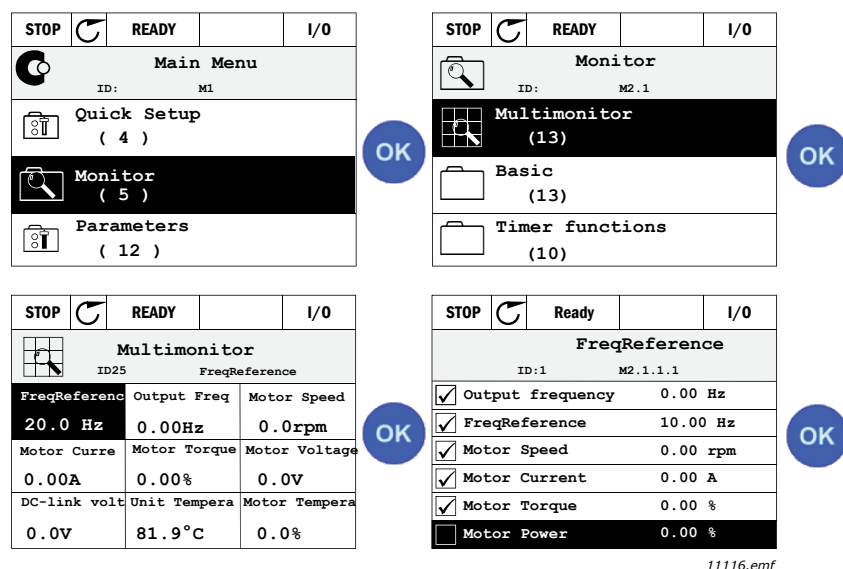 STOP READY I/O
Main Menu
ID: M1
Quick Setup
( 4 )
Monitor
( 5 )
Parameters
( 12 )
OK
STOP READY I/O
Monitor
ID: M2.1
Multimonitor
(13)
Basic
(13)
Timer functions
(10)
OK
STOP READY I/O
Multimonitor
ID25 FreqReference
FreqReferenc Output Freq Motor Speed
20.0 Hz 0.00Hz 0.0rpm
Motor Curre Motor Torque Motor Voltage
0.00A 0.00% 0.0V
DC-link volt Unit Tempera Motor Tempera
0.0V 81.9°C 0.0%
OK
STOP Ready I/O
FreqReference
ID:1 M2.1.1.1
Output frequency 0.00 Hz
FreqReference 10.00 Hz
Motor Speed 0.00 rpm
Motor Current 0.00 A
Motor Torque 0.00 %
Motor Power 0.00 %
OK
11116.emf